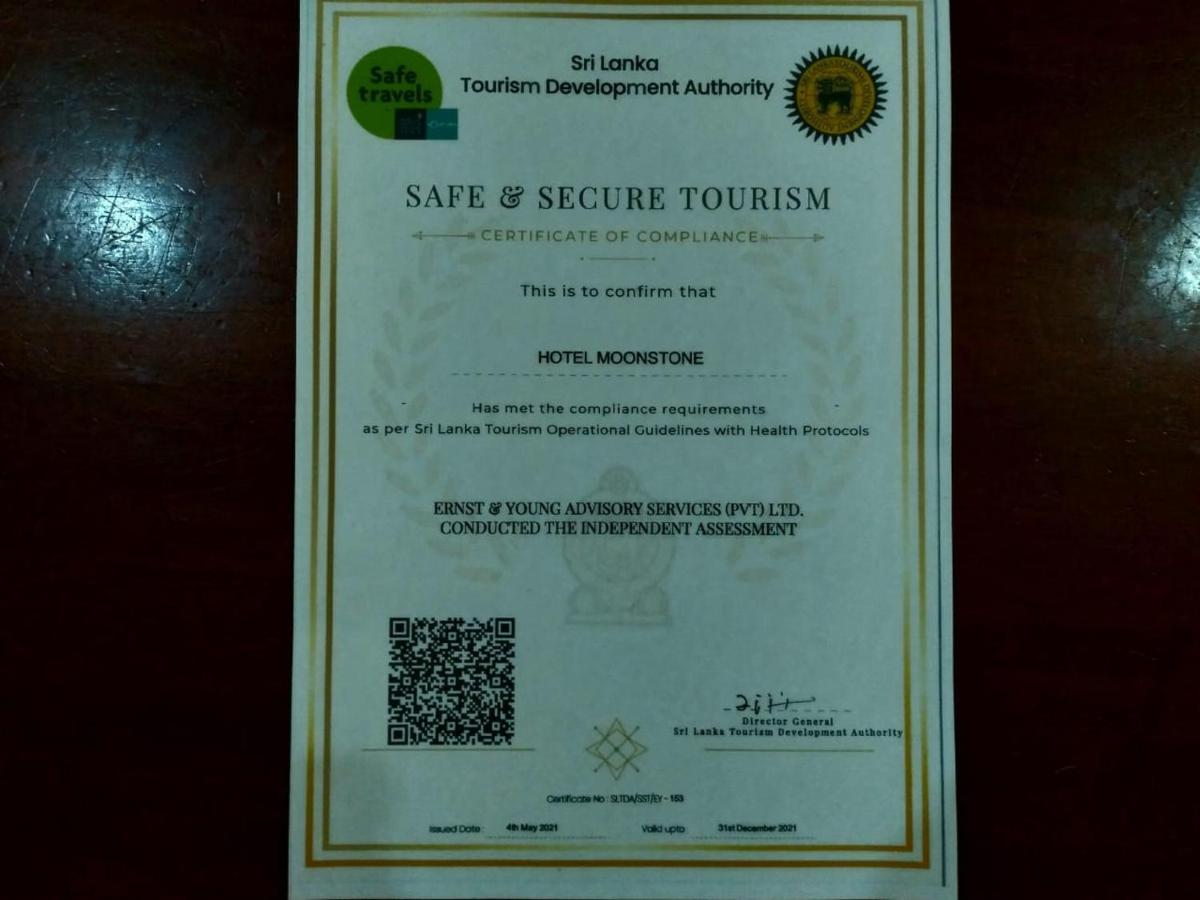 Safe
travels
Sri Lanka
Tourism Development Authority
SAFE & SECURE TOURISM
CERTIFICATE OF COMPLIANCE
This is to confirm that
HOTEL MOONSTONE
Has met the compliance requirements
as per Sri Lanka Tourism Operational Guidelines with Health Protocols
ERNST & YOUNG ADVISORY SERVICES (PVT) LTD.
CONDUCTED THE INDEPENDENT ASSESSMENT
Director General
Sri Lanka Tourism Development Authority
Certificate No : SLTDA/SST/EY - 153
Issued Date : 4th May 2021 Valid upto 31st December 2021